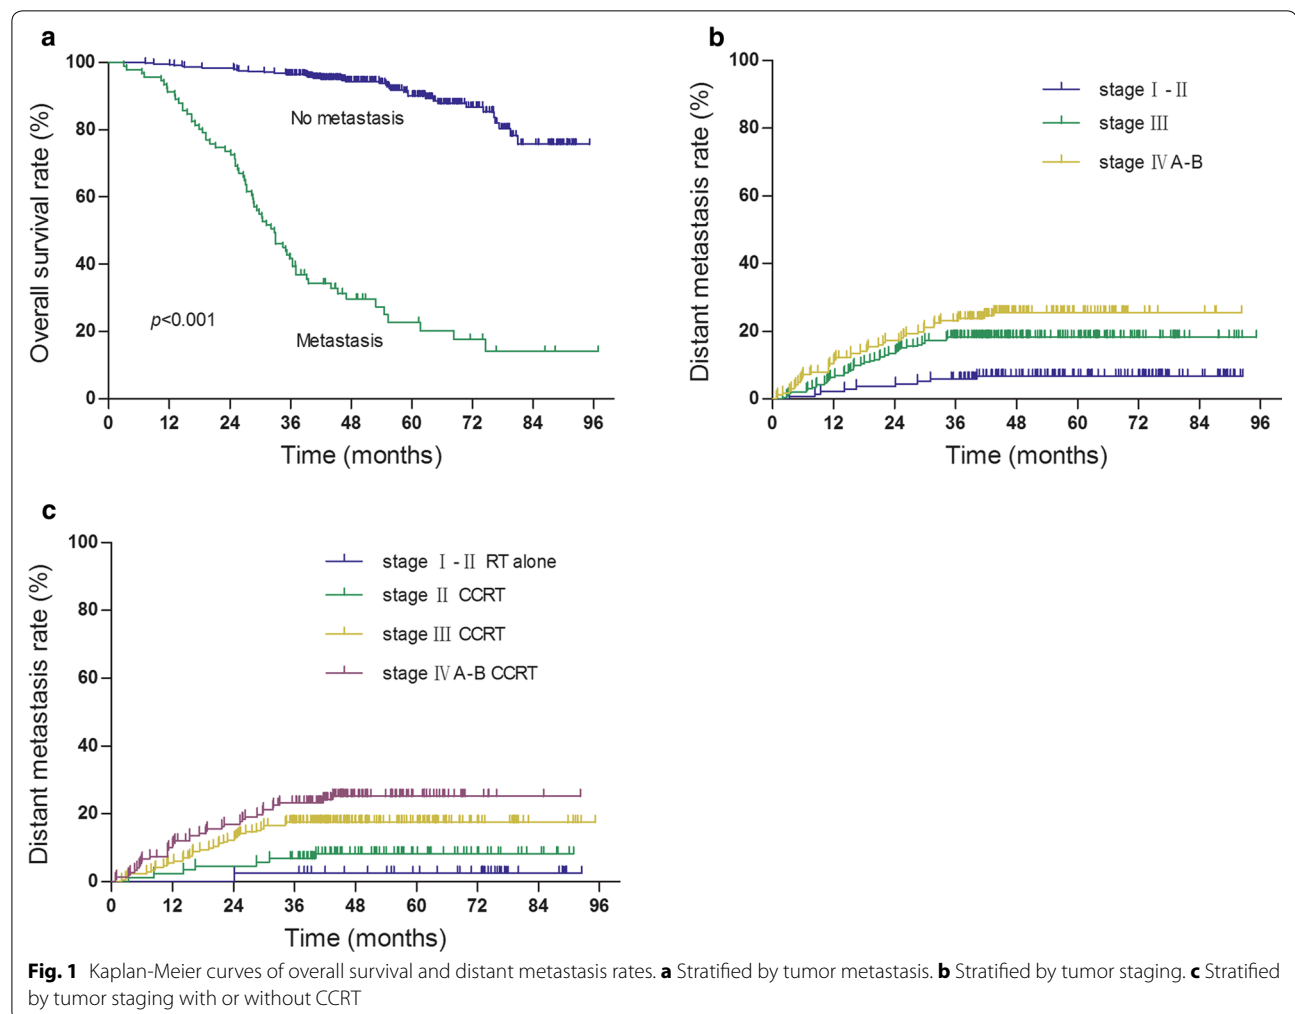 a
100
80
60
40
20
0
Overall survival rate (%)
No metastasis
p<0.001
Metastasis
0 12 24 36 48 60 72 84 96
Time (months)
b
100
80
60
40
20
0
Distant metastasis rate (%)
stage Ⅰ - Ⅱ
stage Ⅲ
stage Ⅳ A-B
0 12 24 36 48 60 72 84 96
Time (months)
c
100
80
60
40
20
0
Distant metastasis rate (%)
stage Ⅰ - Ⅱ RT alone
stage Ⅱ CCRT
stage Ⅲ CCRT
stage Ⅳ A-B CCRT
0 12 24 36 48 60 72 84 96
Time (months)
Fig. 1 Kaplan-Meier curves of overall survival and distant metastasis rates. a Stratified by tumor metastasis. b Stratified by tumor staging. c Stratified
by tumor staging with or without CCRT